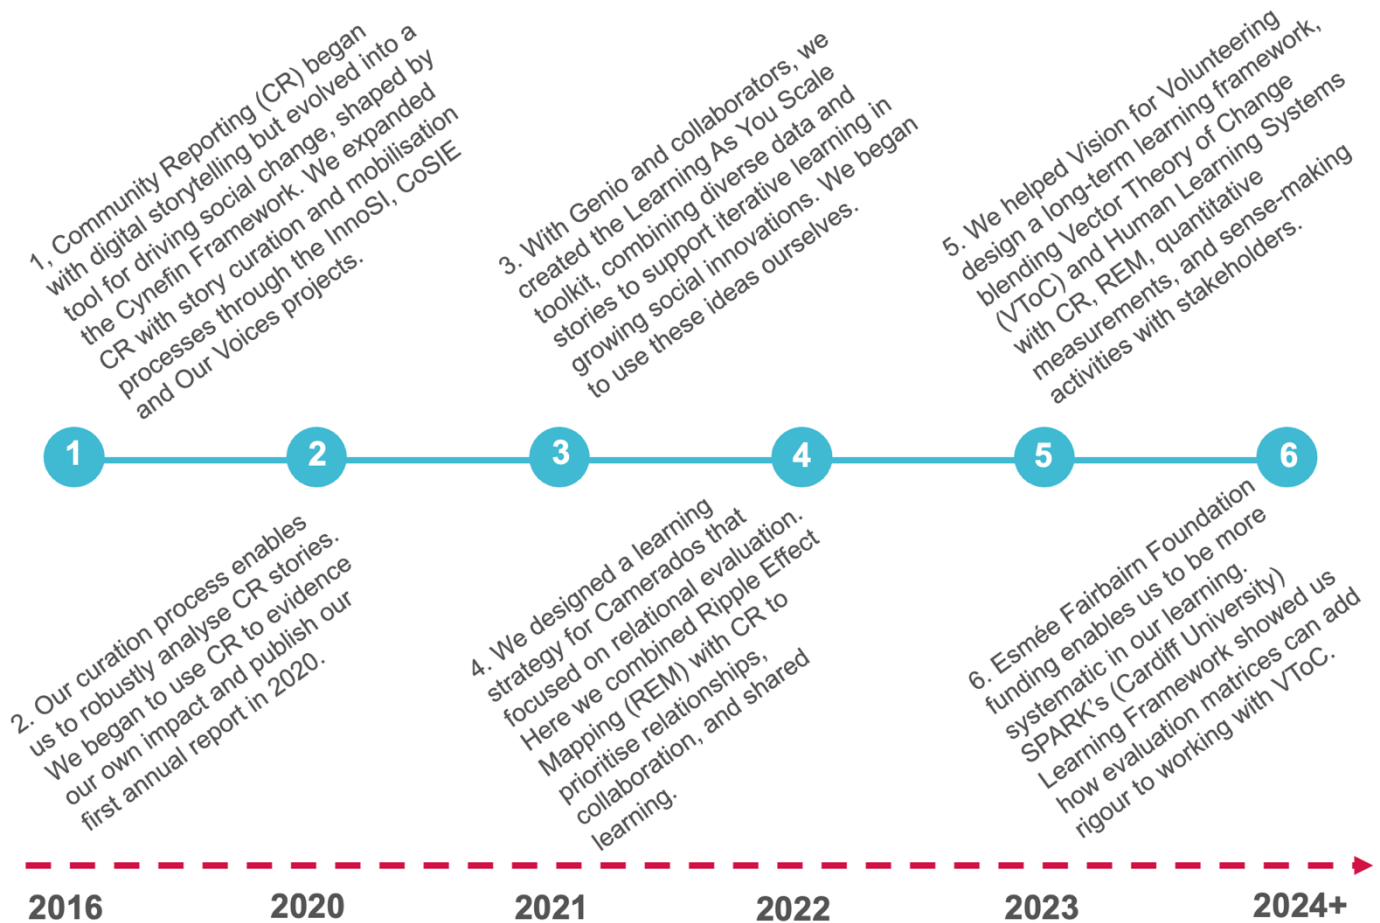 1, Community Reporting (CR) began
with digital storytelling but evolved into a
tool for driving social change, shaped by
the Cynefin Framework. We expanded
CR with story curation and mobilisation
processes through the InnoSI, CoSIE
and Our Voices projects.
3. With Genio and collaborators, we
created the Learning As You Scale
toolkit, combining diverse data and
stories to support iterative learning in
growing social innovations. We began
to use these ideas ourselves.
5. We helped Vision for Volunteering
design a long-term learning framework,
blending Vector Theory of Change
(VToC) and Human Learning Systems
with CR, REM, quantitative
measurements, and sense-making
activities with stakeholders.
1
2
3
4
5
6
2. Our curation process enables
us to robustly analyse CR stories.
We began to use CR to evidence
our own impact and publish our
first annual report in 2020.
4. We designed a learning
strategy for Camerados that
focused on relational evaluation.
Here we combined Ripple Effect
Mapping (REM) with CR to
prioritise relationships,
collaboration, and shared
learning.
6. Esmée Fairbairn Foundation
funding enables us to be more
systematic in our learning.
SPARK's (Cardiff University)
Learning Framework showed us
how evaluation matrices can add
rigour to working with VToC.
2016
2020
2021
2022
2023
2024+